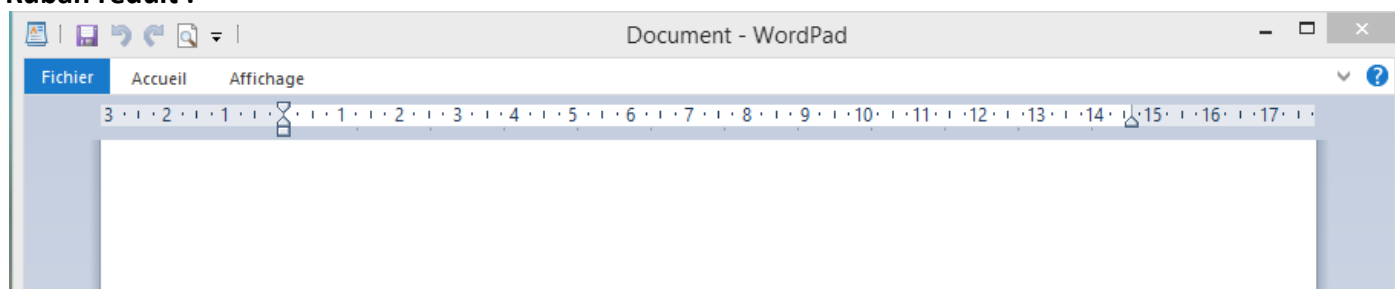 Ruban réduit :
Document - WordPad
Fichier Accueil Affichage
3 2 1 1 2 3 4 5 6 7 8 9 10 11 12 13 14 15 16 17